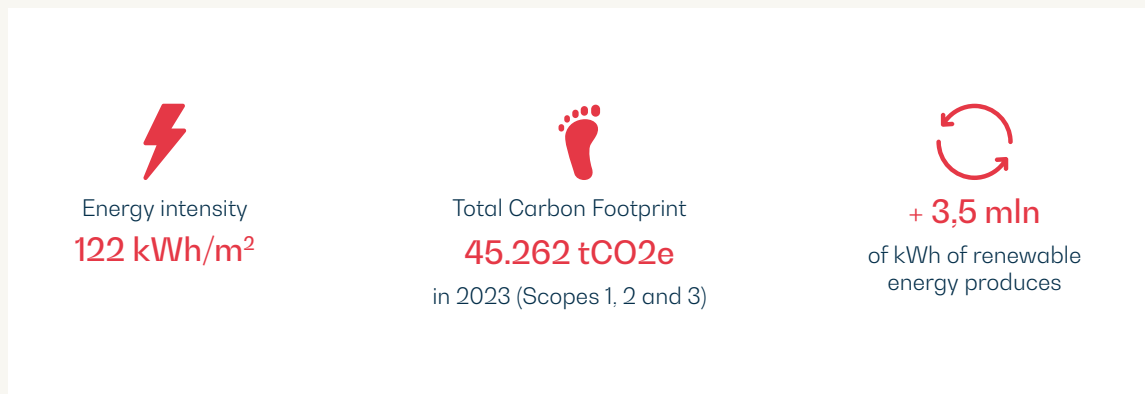 Energy intensity
122 kWh/m²
Total Carbon Footprint
45.262 tCO2e
in 2023 (Scopes 1, 2 and 3)
+ 3,5 mln
of kWh of renewable
energy produces